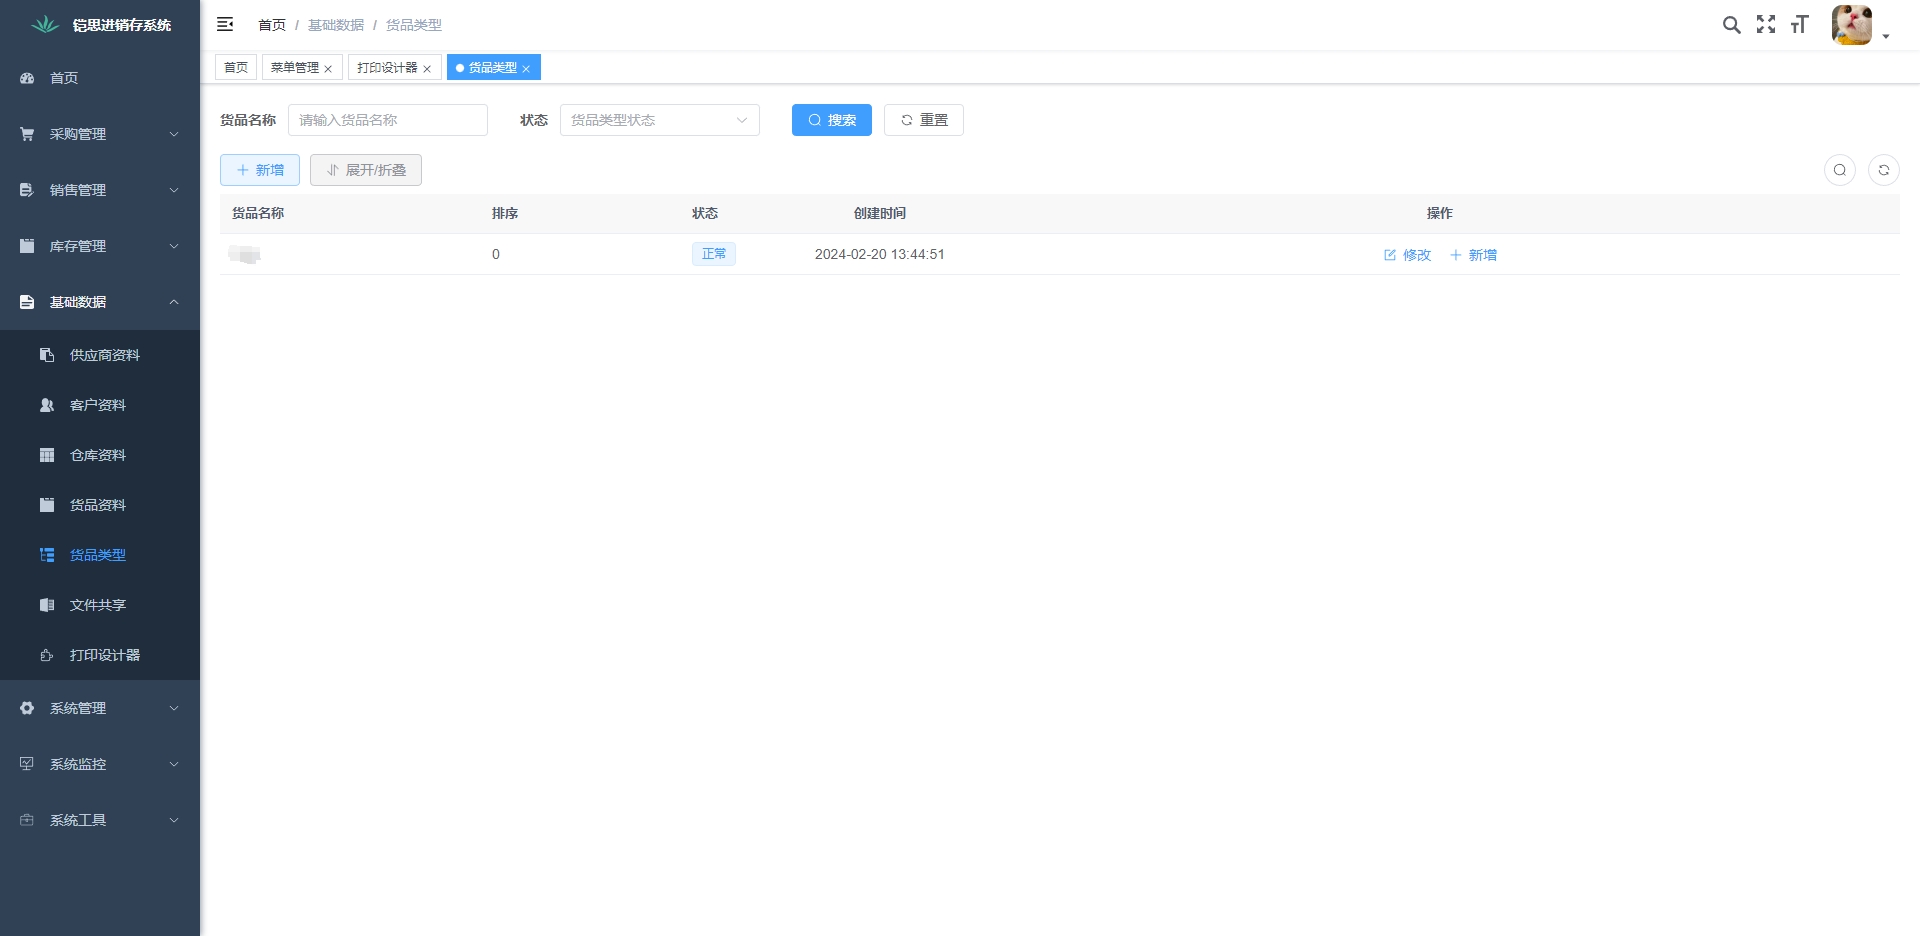 铠思进销存系统
首页
采购管理
销售管理
库存管理
基础数据
供应商资料
客户资料
仓库资料
货品资料
货品类型
文件共享
打印设计器
系统管理
系统监控
系统工具
首页 / 基础数据 / 货品类型
首页 菜单管理 × 打印设计器 × 货品类型 ×
货品名称 请输入货品名称 状态 货品类型状态 搜索 重置
新增 展开/折叠
货品名称 排序 状态 创建时间 操作
0 正常 2024-02-20 13:44:51 修改 新增